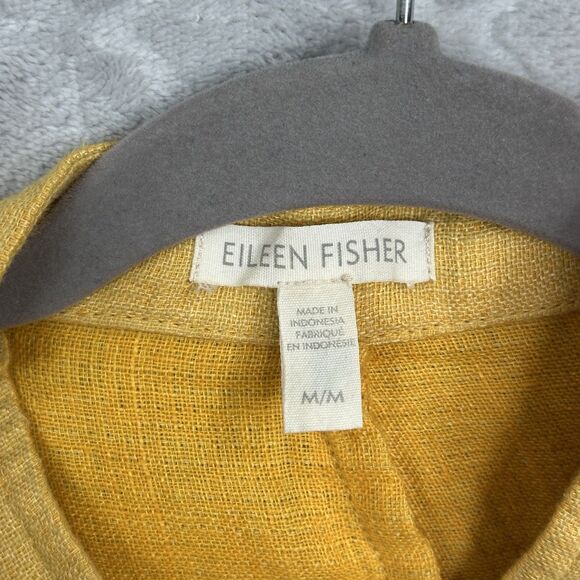 EILEEN FISHER
MADE IN
INDONESIA
FABRIQUÉ
EN INDONÉSIE
M/M